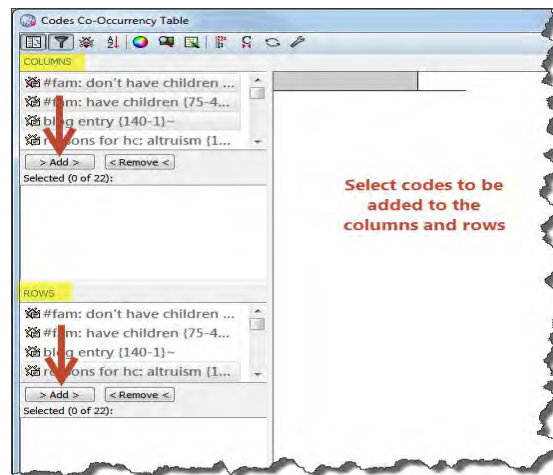 Codes Co-Occurrency Table
COLUMNS
#fam: don't have children ...
#fam: have children {75-4...
blog entry {140-1}~
reasons for hc: altruism {1...
> Add > < Remove <
Selected (0 of 22):
Select codes to be
added to the
columns and rows
ROWS
#fam: don't have children ...
#fam: have children {75-4...
blog entry {140-1}~
reasons for hc: altruism {1...
> Add > < Remove <
Selected (0 of 22):